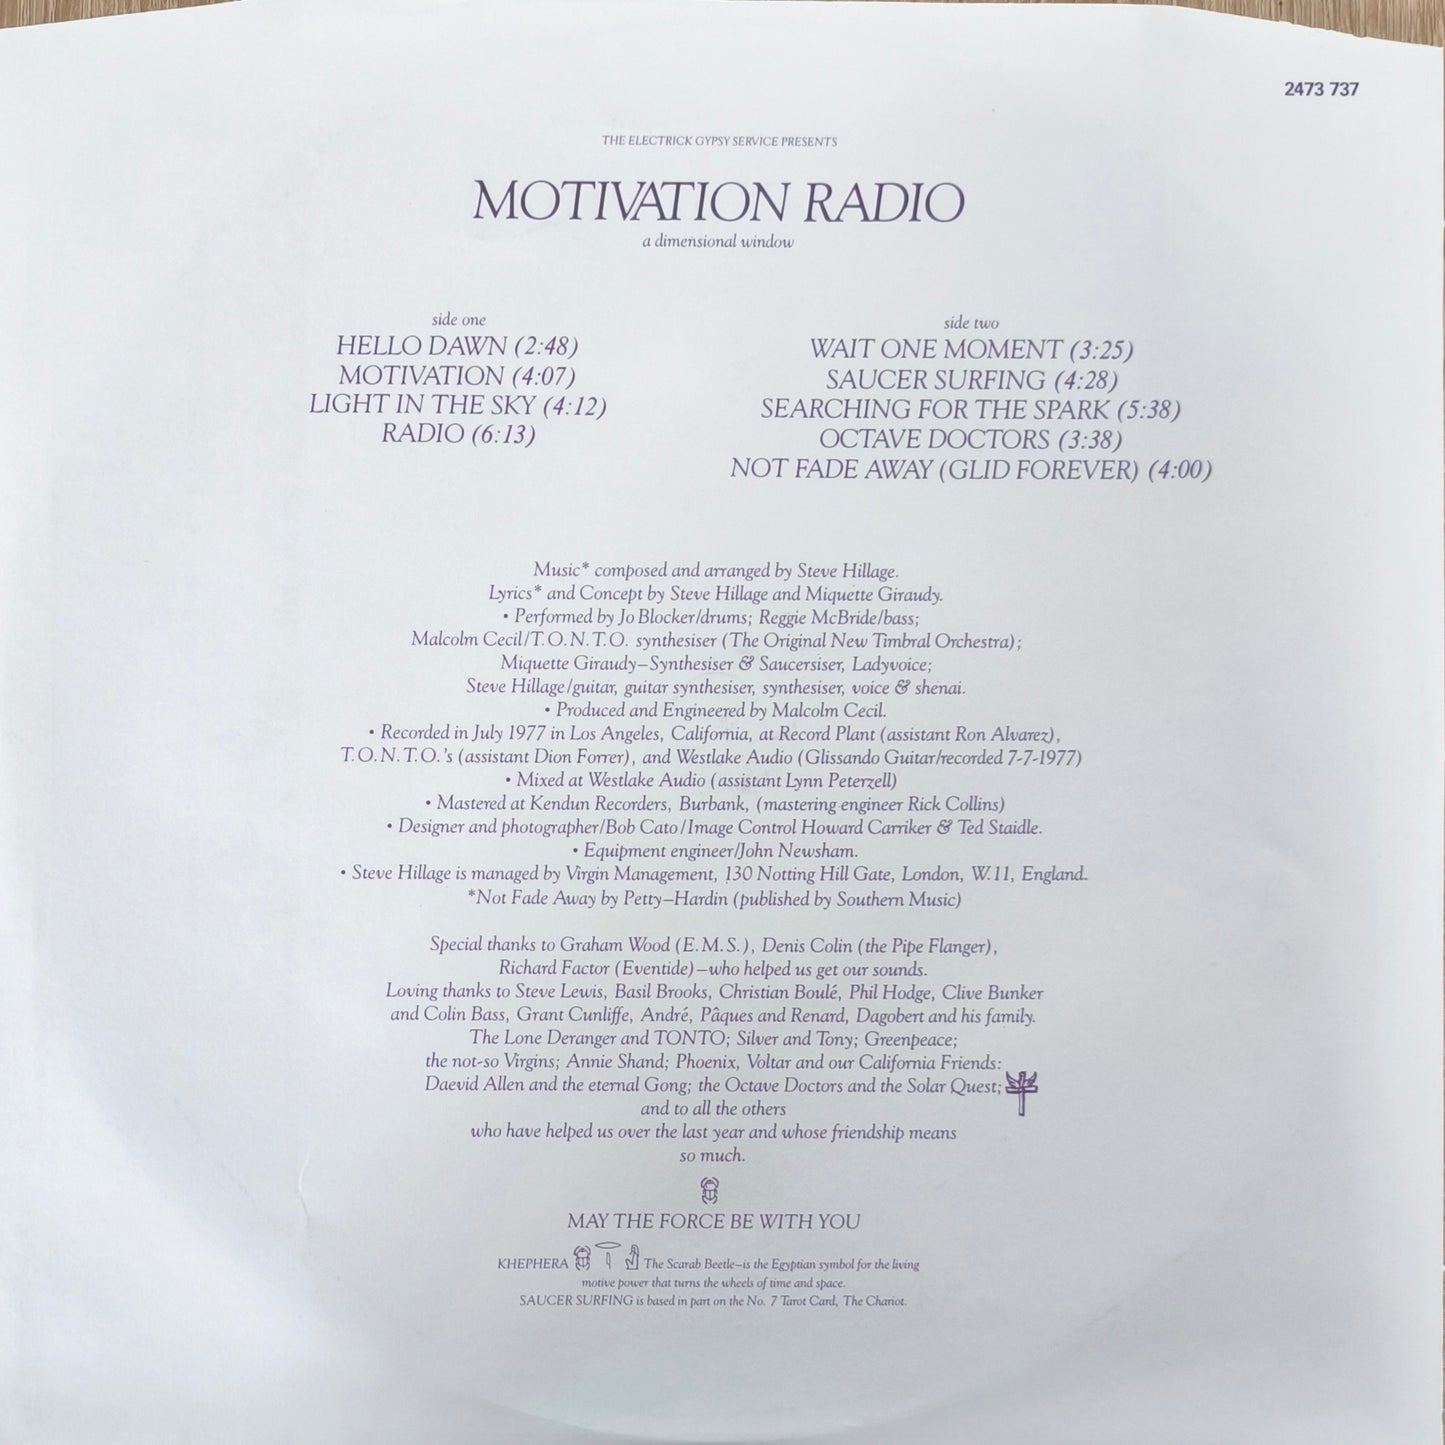 2473 737
THE ELECTRICK GYPSY SERVICE PRESENTS
MOTIVATION RADIO
a dimensional window
side one
HELLO DAWN (2:48)
MOTIVATION (4:07)
LIGHT IN THE SKY (4:12)
RADIO (6:13)
side two
WAIT ONE MOMENT (3:25)
SAUCER SURFING (4:28)
SEARCHING FOR THE SPARK (5:38)
OCTAVE DOCTORS (3:38)
NOT FADE AWAY (GLID FOREVER) (4:00)
Music* composed and arranged by Steve Hillage.
Lyrics* and Concept by Steve Hillage and Miquette Giraudy.
• Performed by Jo Blocker/drums; Reggie McBride/bass;
Malcolm Cecil/T.O.N.T.O. synthesiser (The Original New Timbral Orchestra);
Miquette Giraudy–Synthesiser & Saucersiser, Ladyvoice;
Steve Hillage/guitar, guitar synthesiser, synthesiser, voice & shenai.
• Produced and Engineered by Malcolm Cecil.
• Recorded in July 1977 in Los Angeles, California, at Record Plant (assistant Ron Alvarez),
T.O.N.T.O.'s (assistant Dion Forrer), and Westlake Audio (Glissando Guitar/recorded 7-7-1977)
• Mixed at Westlake Audio (assistant Lynn Peterzell)
• Mastered at Kendun Recorders, Burbank, (mastering engineer Rick Collins)
• Designer and photographer/Bob Cato/Image Control Howard Carriker & Ted Staidle.
• Equipment engineer/John Newsham.
• Steve Hillage is managed by Virgin Management, 130 Notting Hill Gate, London, W.11, England.
*Not Fade Away by Petty–Hardin (published by Southern Music)
Special thanks to Graham Wood (E.M.S.), Denis Colin (the Pipe Flanger),
Richard Factor (Eventide)–who helped us get our sounds.
Loving thanks to Steve Lewis, Basil Brooks, Christian Boulé, Phil Hodge, Clive Bunker
and Colin Bass, Grant Cunliffe, André, Pâques and Renard, Dagobert and his family.
The Lone Deranger and TONTO; Silver and Tony; Greenpeace;
the not-so Virgins; Annie Shand; Phoenix, Voltar and our California Friends:
Daevid Allen and the eternal Gong; the Octave Doctors and the Solar Quest;
and to all the others
who have helped us over the last year and whose friendship means
so much.
MAY THE FORCE BE WITH YOU
KHEPHERA The Scarab Beetle–is the Egyptian symbol for the living
motive power that turns the wheels of time and space.
SAUCER SURFING is based in part on the No. 7 Tarot Card, The Chariot.